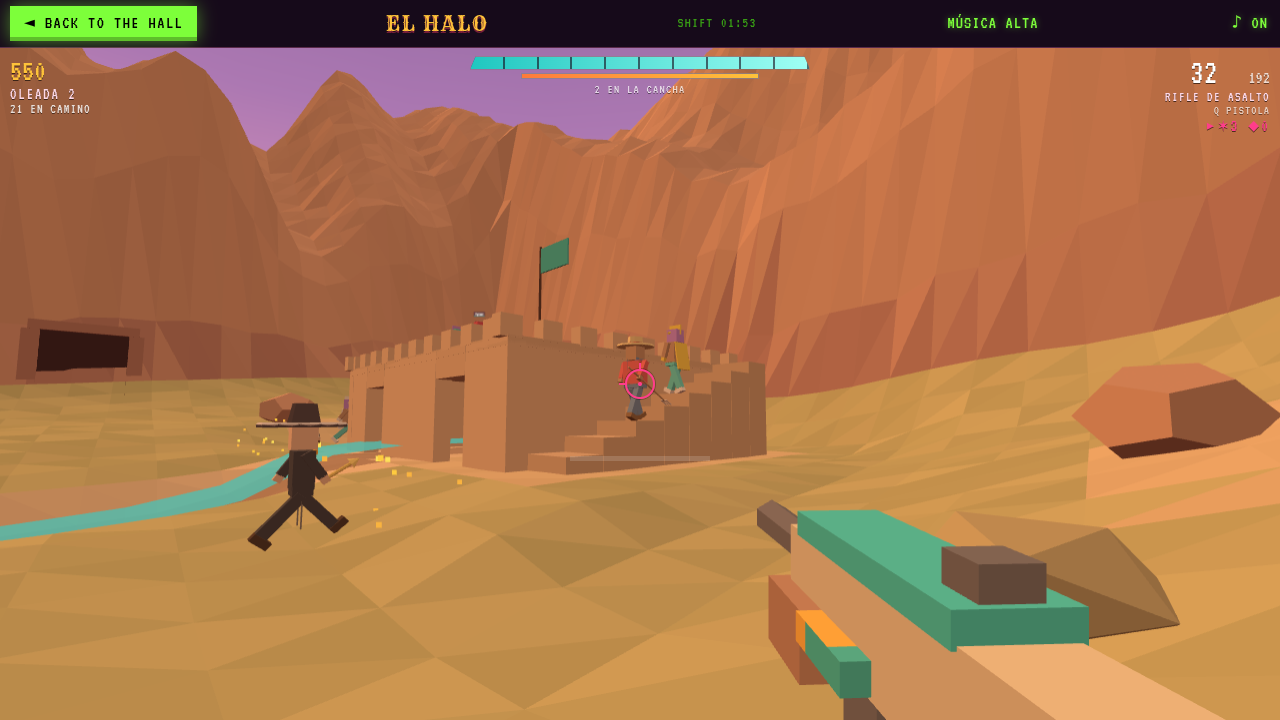 ◄ BACK TO THE HALL
EL HALO
SHIFT 01:53
MÚSICA ALTA
♪ ON
550
OLEADA 2
21 EN CAMINO
2 EN LA CANCHA
32 192
RIFLE DE ASALTO
Q PISTOLA